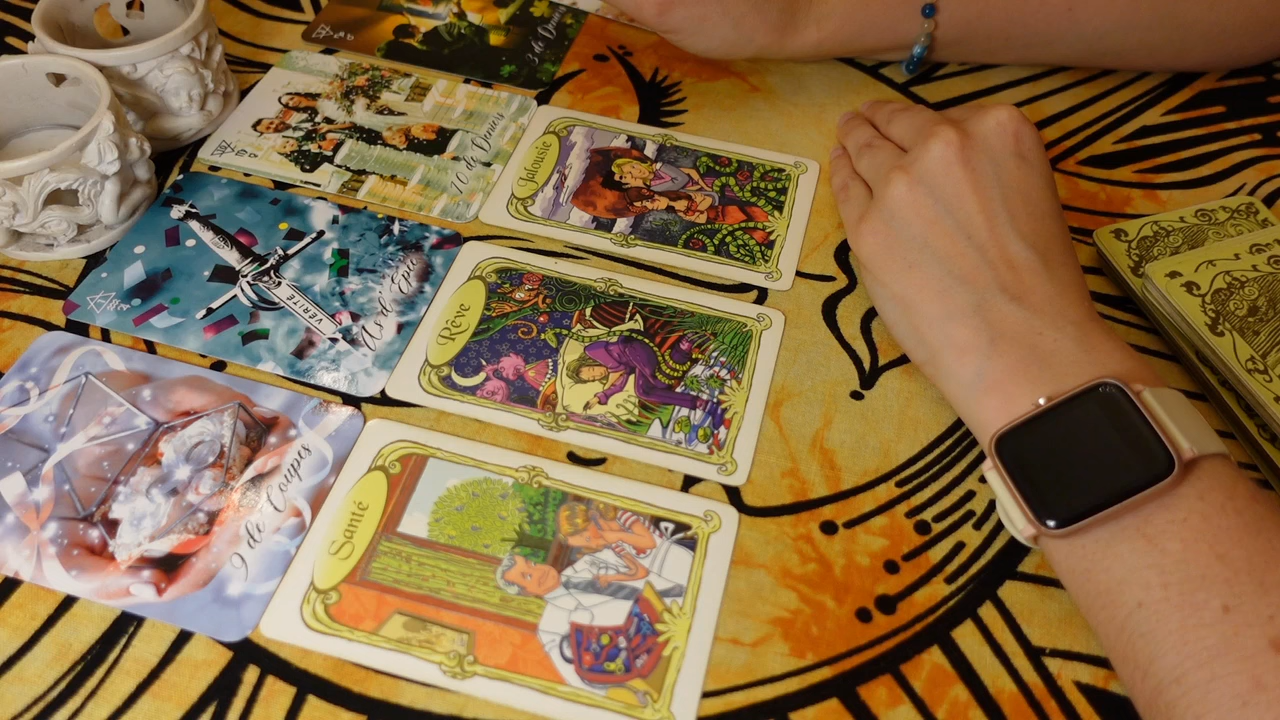 3 de Deniers
10 de Deniers
Jalousie
VERITE
As d'Epée
Rêve
9 de Coupes
Santé